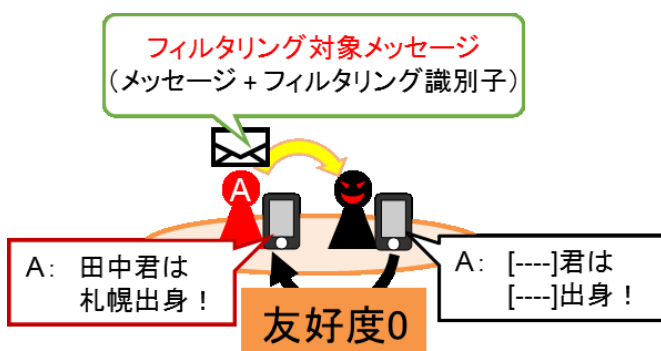 フィルタリング対象メッセージ
(メッセージ + フィルタリング識別子)
A
A: 田中君は
札幌出身!
A: [----]君は
[----]出身!
友好度0